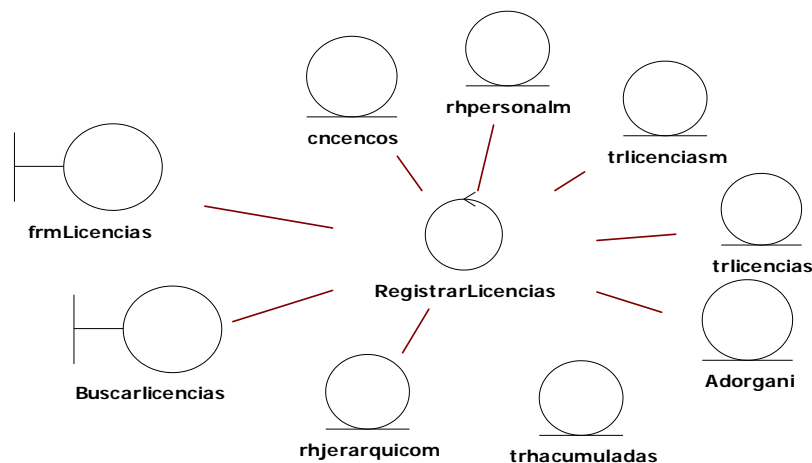 cncencos
rhpersonalm
trlicenciasm
frmLicencias
trlicencias
RegistrarLicencias
Buscarlicencias
Adorgani
rhjerarquicom
trhacumuladas